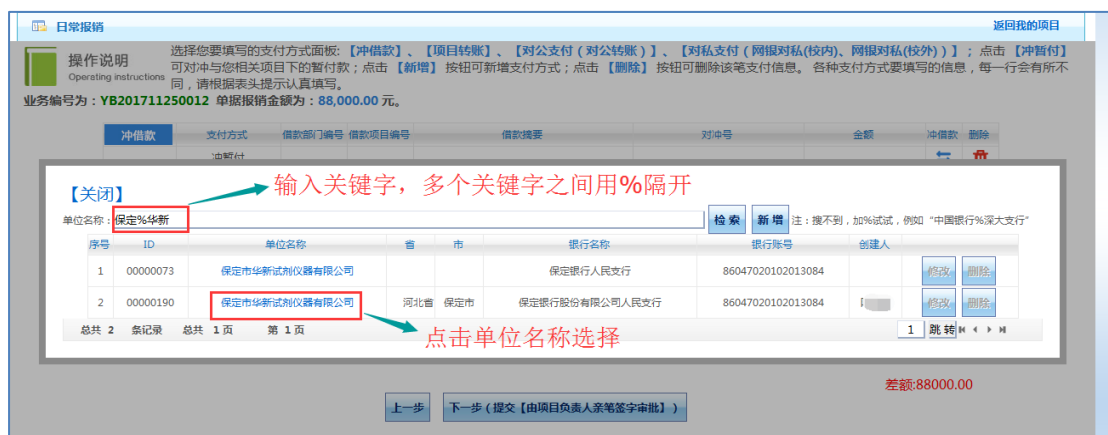 日常报销
返回我的项目
操作说明
Operating instructions
选择您要填写的支付方式面板:【冲借款】、【项目转账】、【对公支付(对公转账)】、【对私支付(网银对私(校内)、网银对私(校外))】;点击【冲暂付】
可对冲与您相关项目下的暂付款;点击【新增】按钮可新增支付方式;点击【删除】按钮可删除该笔支付信息。 各种支付方式要填写的信息,每一行会有所不
同,请根据表头提示认真填写。
业务编号为:YB201711250012 单据报销金额为:88,000.00 元。
冲借款 支付方式 借款部门编号 借款项目编号 借款摘要 对冲号 金额 冲借款 删除
冲暂付
【关闭】
输入关键字,多个关键字之间用%隔开
单位名称:保定%华新 检索 新增 注:搜不到,加%试试,例如“中国银行%深大支行”
序号 ID 单位名称 省 市 银行名称 银行账号 创建人
1 00000073 保定市华新试剂仪器有限公司 保定银行人民支行 86047020102013084 修改 删除
2 00000190 保定市华新试剂仪器有限公司 河北省 保定市 保定银行股份有限公司人民支行 86047020102013084 修改 删除
总共 2 条记录 总共 1 页 第 1 页 1 跳转
点击单位名称选择
差额:88000.00
上一步 下一步(提交【由项目负责人亲笔签字审批】)